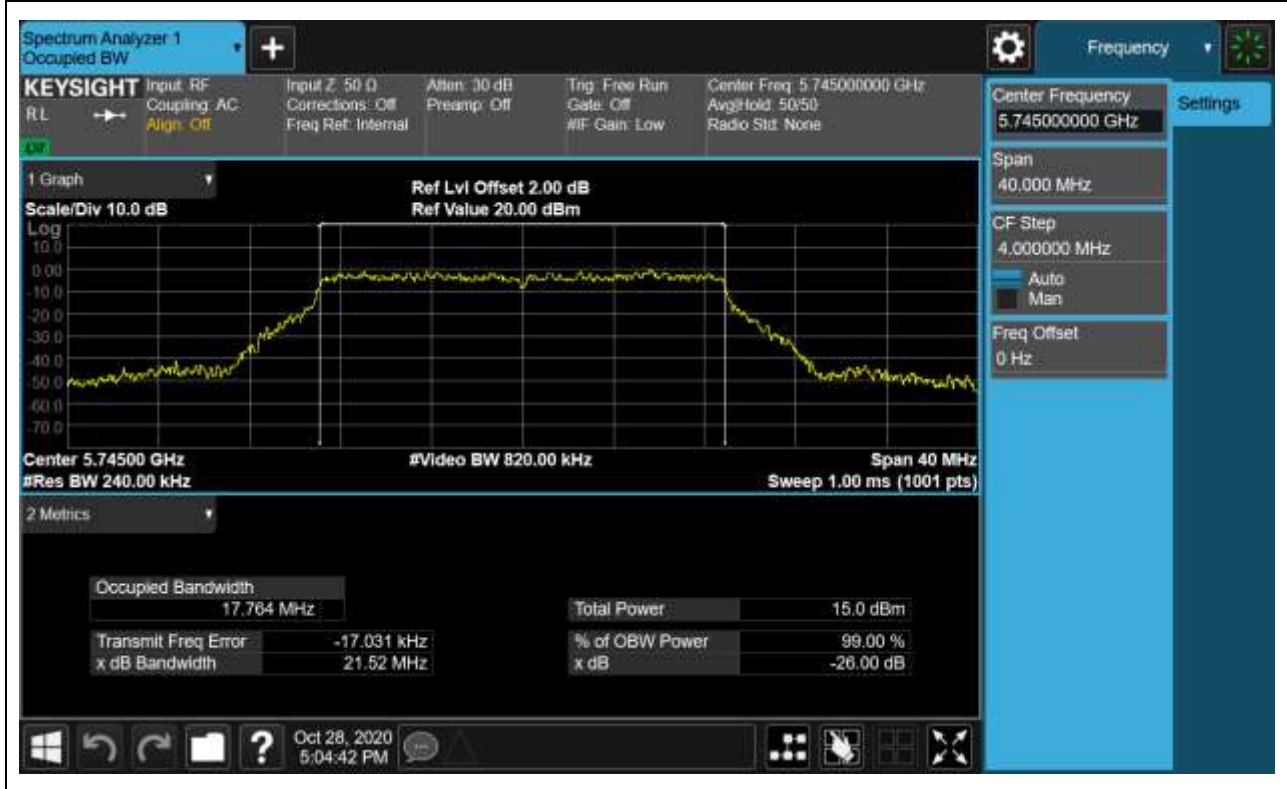 Spectrum Analyzer 1
Occupied BW
+
Frequency
KEYSIGHT
RL
Input: RF
Coupling: AC
Align: Off
Input Z: 50 Ω
Corrections: Off
Freq Ref: Internal
Atten: 30 dB
Preamp: Off
Trig: Free Run
Gate: Off
#IF Gain: Low
Center Freq: 5.745000000 GHz
Avg|Hold: 50/50
Radio Std: None
Center Frequency
5.745000000 GHz
Settings
Span
40.000 MHz
CF Step
4.000000 MHz
Auto
Man
Freq Offset
0 Hz
1 Graph
Scale/Div 10.0 dB
Ref Lvl Offset 2.00 dB
Ref Value 20.00 dBm
Log
10.0
0.00
-10.0
-20.0
-30.0
-40.0
-50.0
-60.0
-70.0
Center 5.74500 GHz
#Video BW 820.00 kHz
Span 40 MHz
#Res BW 240.00 kHz
Sweep 1.00 ms (1001 pts)
2 Metrics
Occupied Bandwidth
17.764 MHz
Total Power 15.0 dBm
Transmit Freq Error -17.031 kHz
% of OBW Power 99.00 %
x dB Bandwidth 21.52 MHz
x dB -26.00 dB
?
Oct 28, 2020
5:04:42 PM